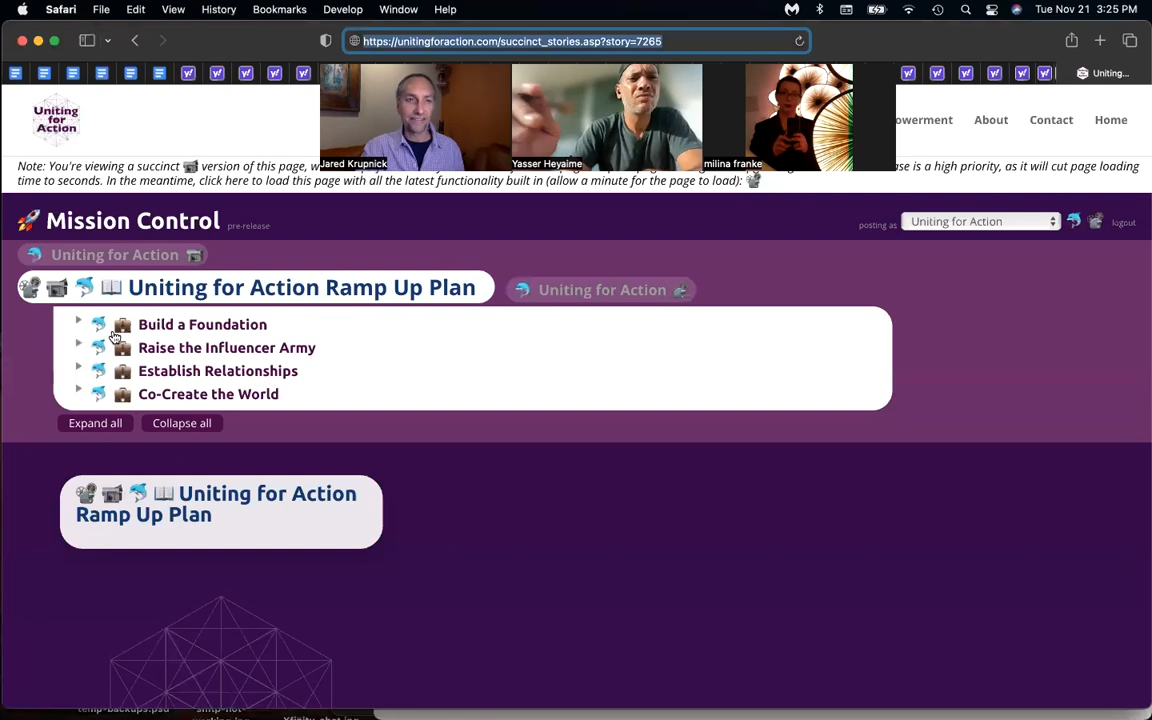 Safari File Edit View History Bookmarks Develop Window Help Tue Nov 21 3:25 PM
https://unitingforaction.com/succinct_stories.asp?story=7265
Uniting...
Uniting
for
Action
Jared Krupnick
Yasser Heyaime
milina franke
owerment About Contact Home
Note: You're viewing a succinct version of this page, w
ase is a high priority, as it will cut page loading
time to seconds. In the meantime, click here to load this page with all the latest functionality built in (allow a minute for the page to load):
Mission Control pre-release
posting as Uniting for Action logout
Uniting for Action
Uniting for Action Ramp Up Plan
Uniting for Action
Build a Foundation
Raise the Influencer Army
Establish Relationships
Co-Create the World
Expand all Collapse all
Uniting for Action
Ramp Up Plan